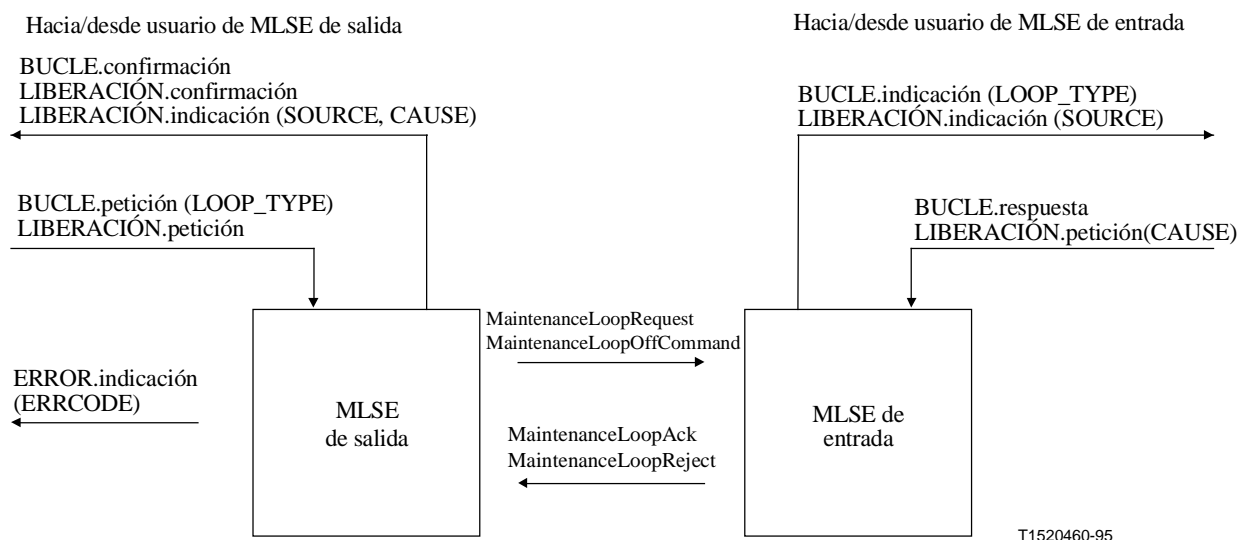 Hacia/desde usuario de MLSE de salida
Hacia/desde usuario de MLSE de entrada
BUCLE.confirmación
LIBERACIÓN.confirmación
LIBERACIÓN.indicación (SOURCE, CAUSE)
BUCLE.indicación (LOOP_TYPE)
LIBERACIÓN.indicación (SOURCE)
BUCLE.petición (LOOP_TYPE)
LIBERACIÓN.petición
BUCLE.respuesta
LIBERACIÓN.petición(CAUSE)
MaintenanceLoopRequest
MaintenanceLoopOffCommand
ERROR.indicación
(ERRCODE)
MLSE
de salida
MaintenanceLoopAck
MaintenanceLoopReject
MLSE de
entrada
T1520460-95